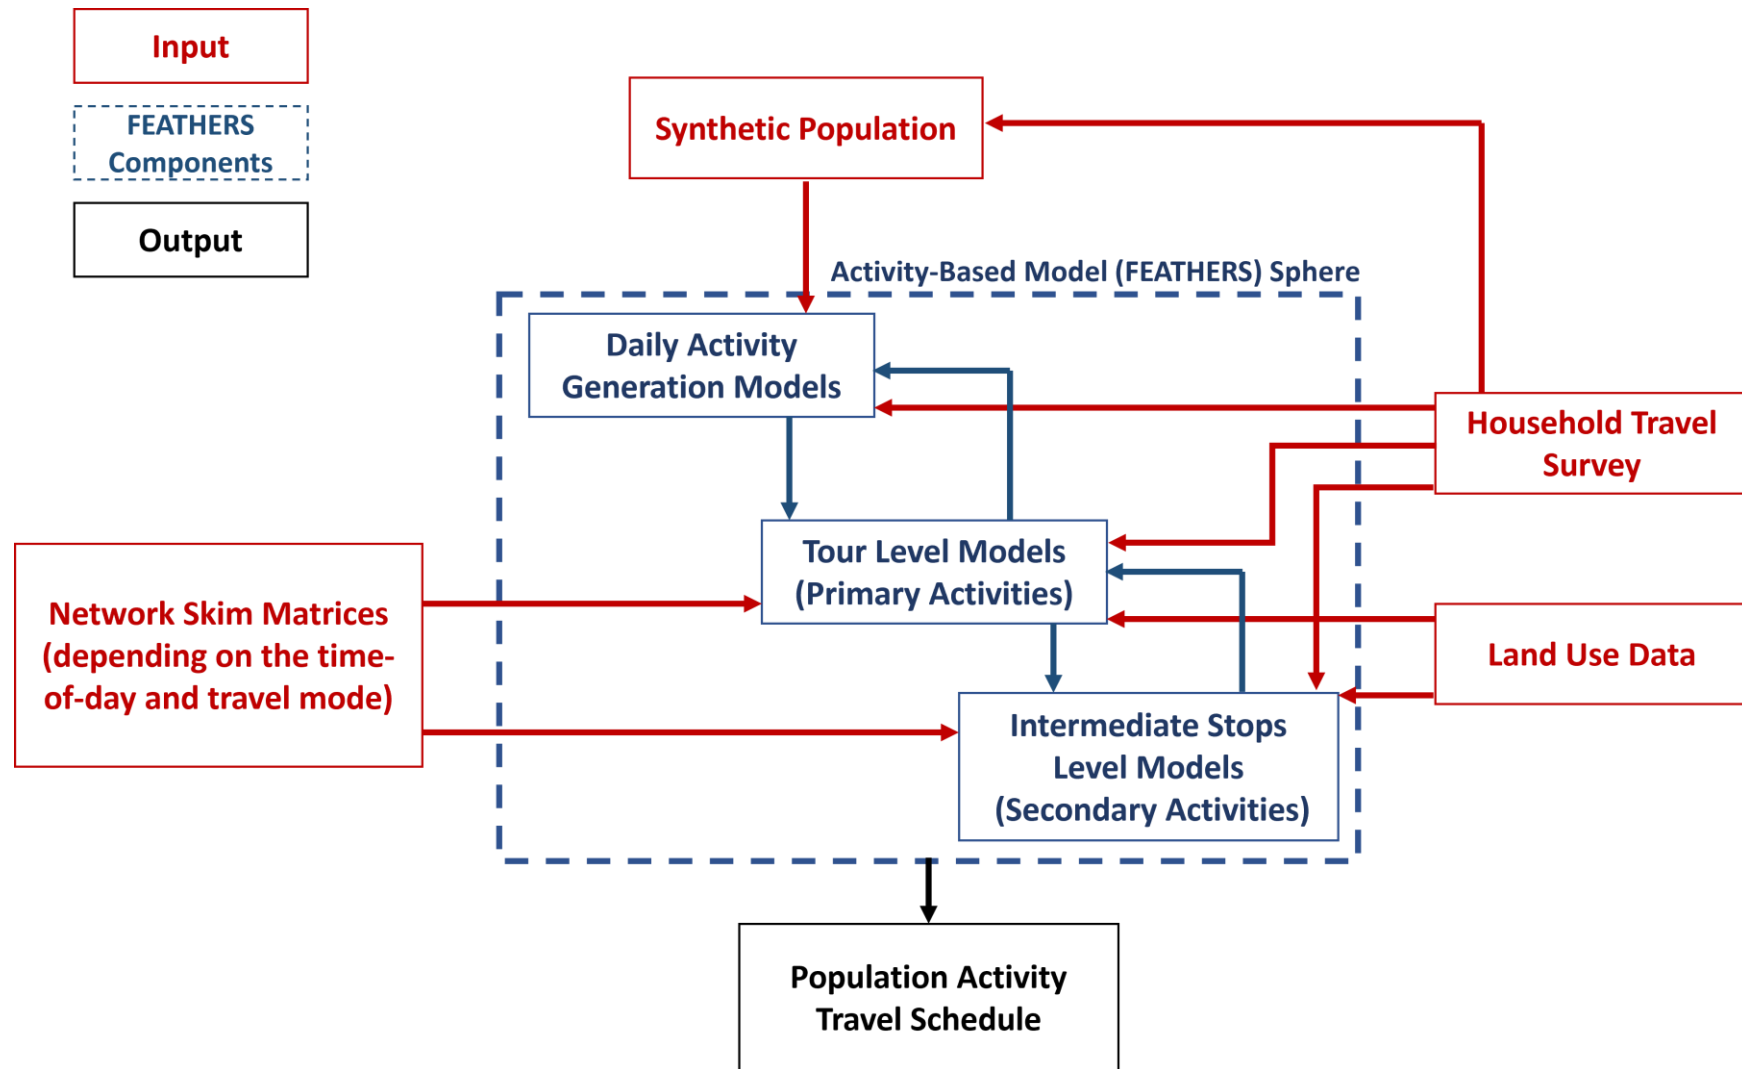 Input
FEATHERS
Components
Output
Synthetic Population
Activity-Based Model (FEATHERS) Sphere
Daily Activity
Generation Models
Household Travel
Survey
Tour Level Models
(Primary Activities)
Network Skim Matrices
(depending on the time-
of-day and travel mode)
Land Use Data
Intermediate Stops
Level Models
(Secondary Activities)
Population Activity
Travel Schedule